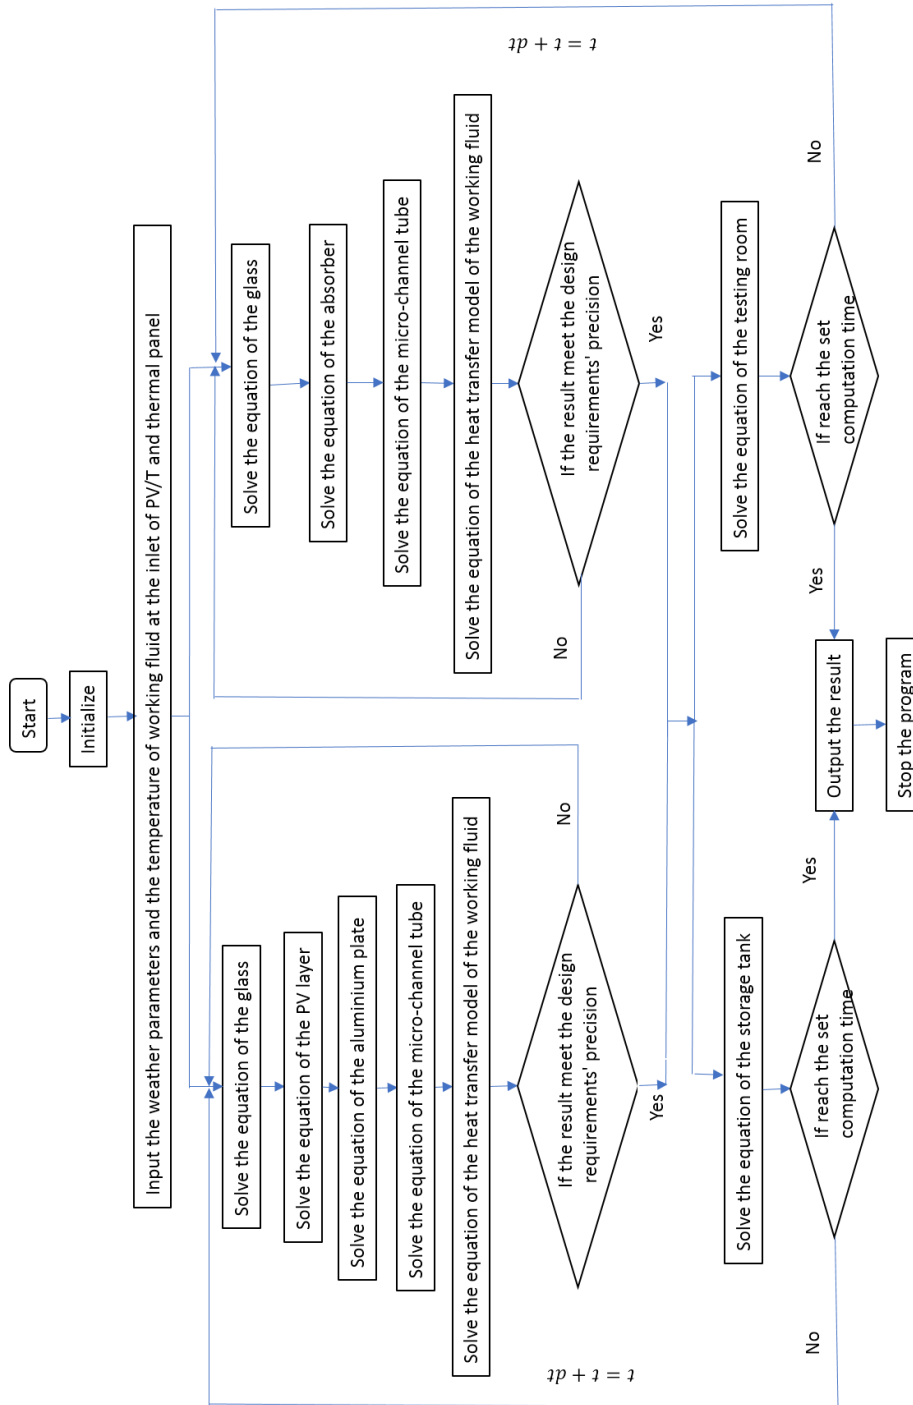 Start
Initialize
Input the weather parameters and the temperature of working fluid at the inlet of PV/T and thermal panel
Solve the equation of the glass
Solve the equation of the PV layer
Solve the equation of the aluminium plate
Solve the equation of the micro-channel tube
Solve the equation of the heat transfer model of the working fluid
If the result meet the design
requirements' precision
No
Yes
t = t + dt
Solve the equation of the glass
Solve the equation of the absorber
Solve the equation of the micro-channel tube
Solve the equation of the heat transfer model of the working fluid
If the result meet the design
requirements' precision
No
Yes
t = t + dt
Solve the equation of the storage tank
If reach the set
computation time
No
Yes
Solve the equation of the testing room
If reach the set
computation time
Yes
No
Output the result
Stop the program